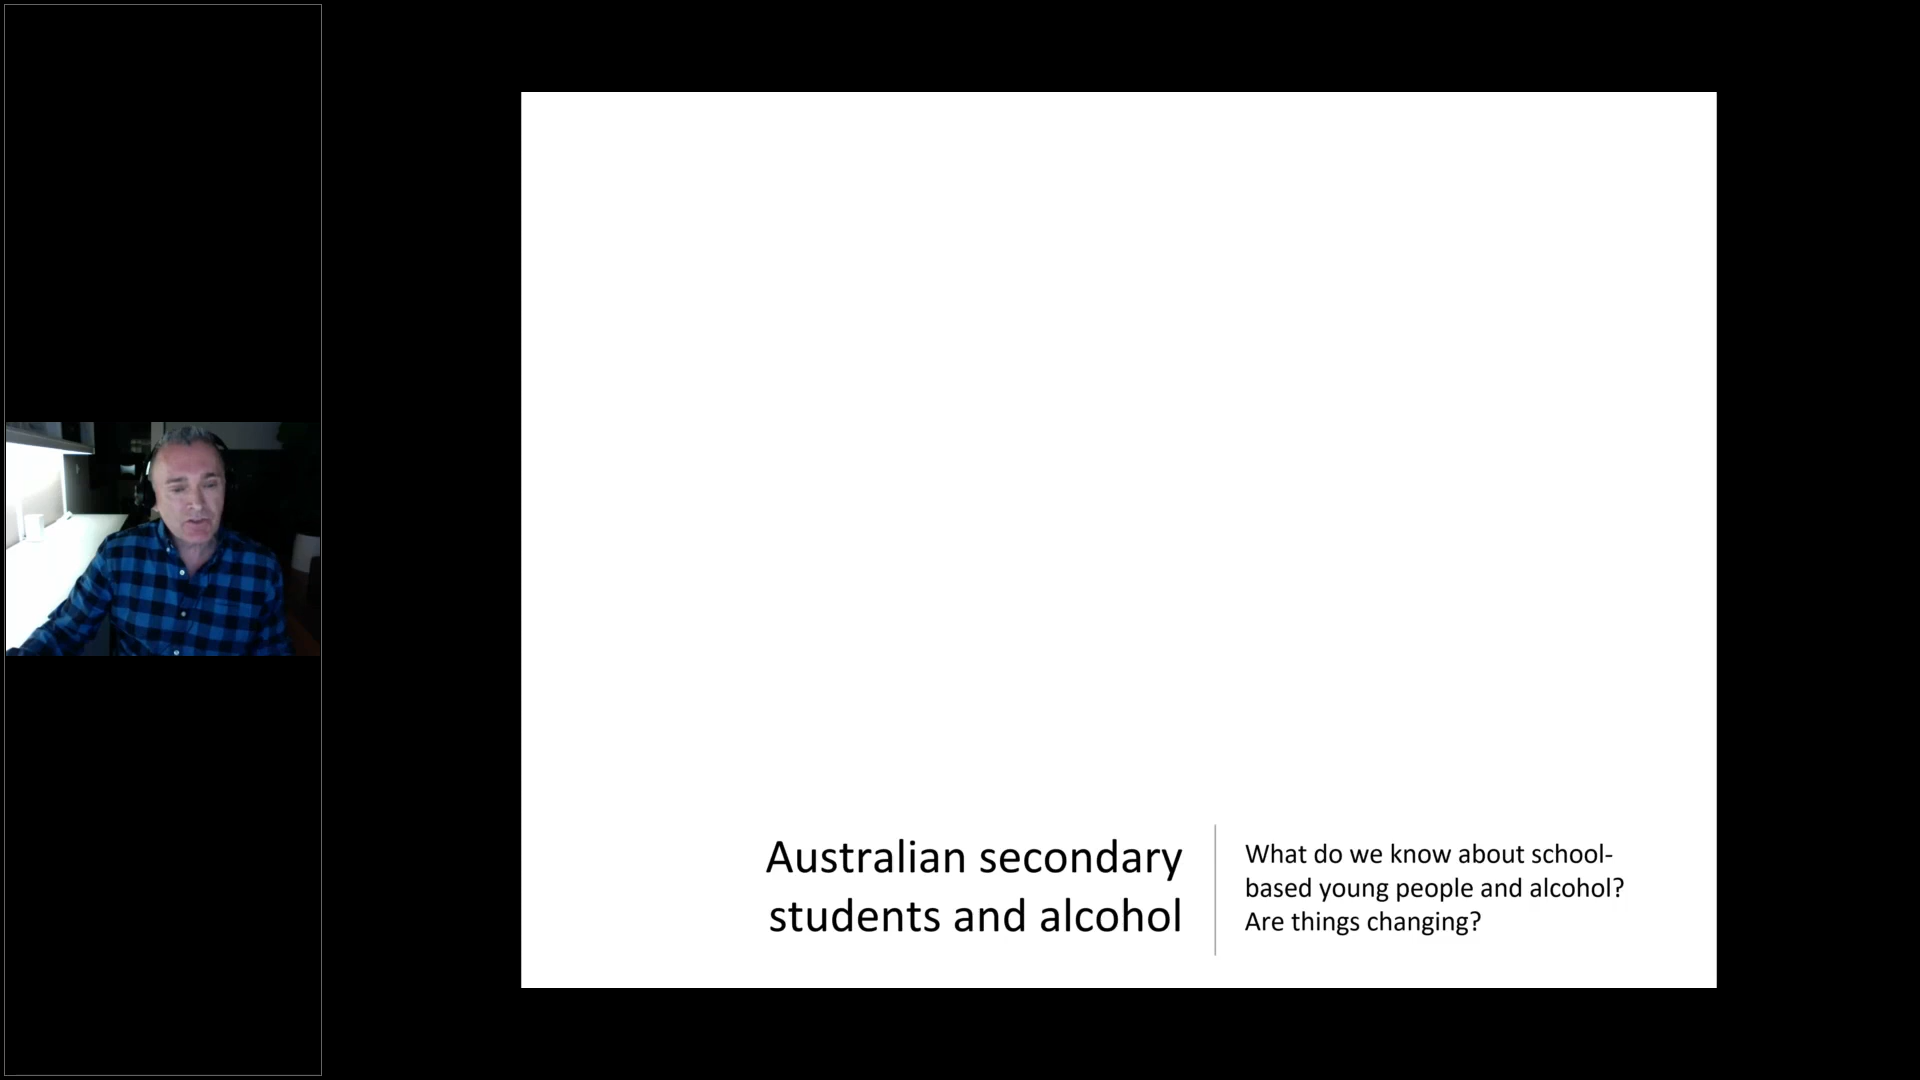 Australian secondary
students and alcohol
What do we know about school-
based young people and alcohol?
Are things changing?